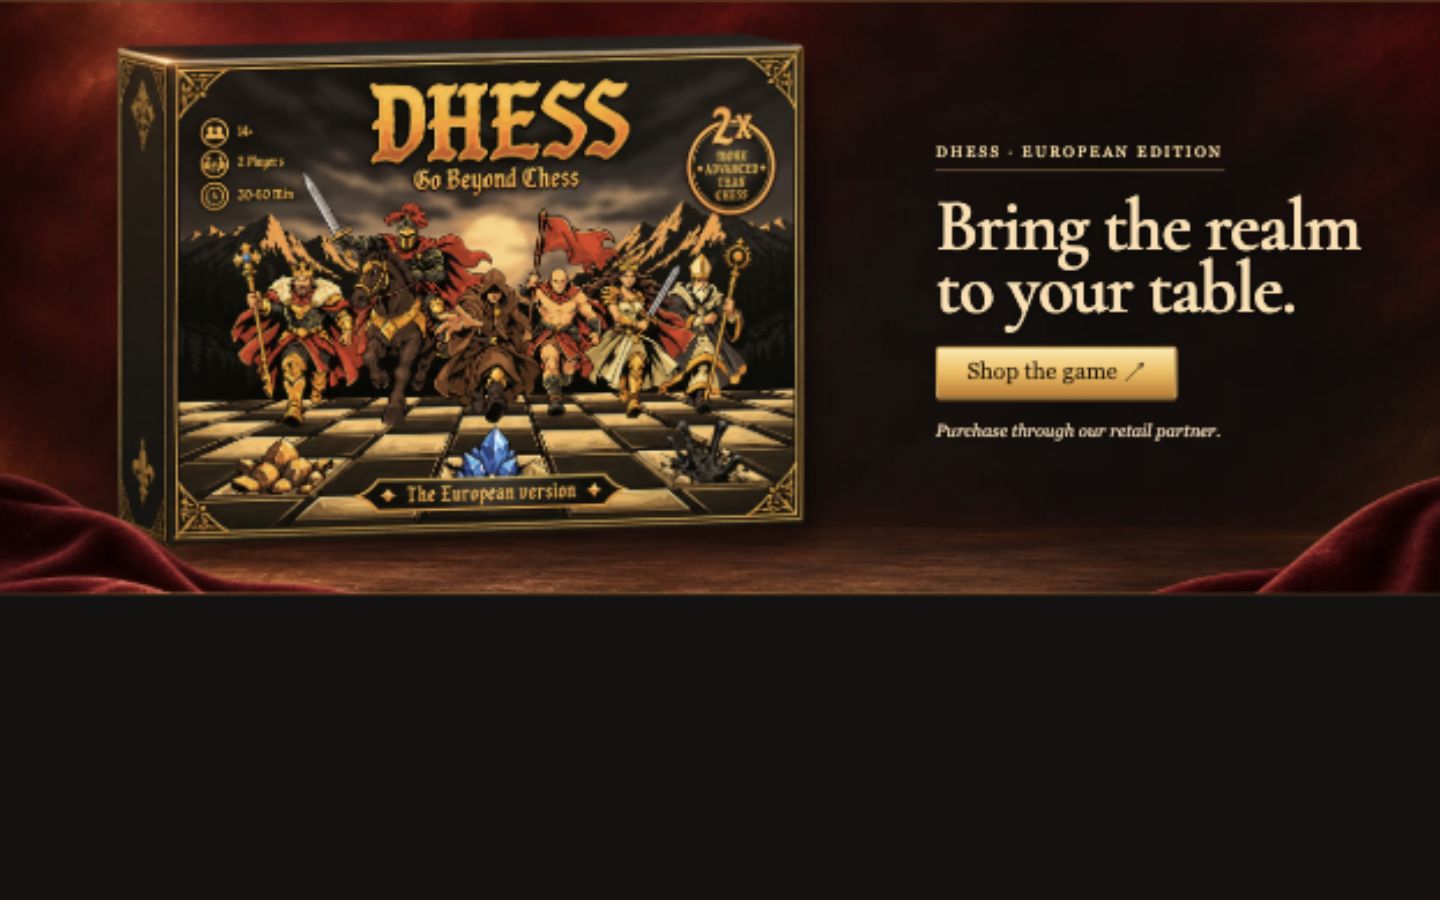 DHESS
Go Beyond Chess
14+
2 Players
30-60 min
2x
MORE
ADVANCED
THAN
CHESS
The European version
DHESS - EUROPEAN EDITION
Bring the realm
to your table.
Shop the game ↗
Purchase through our retail partner.